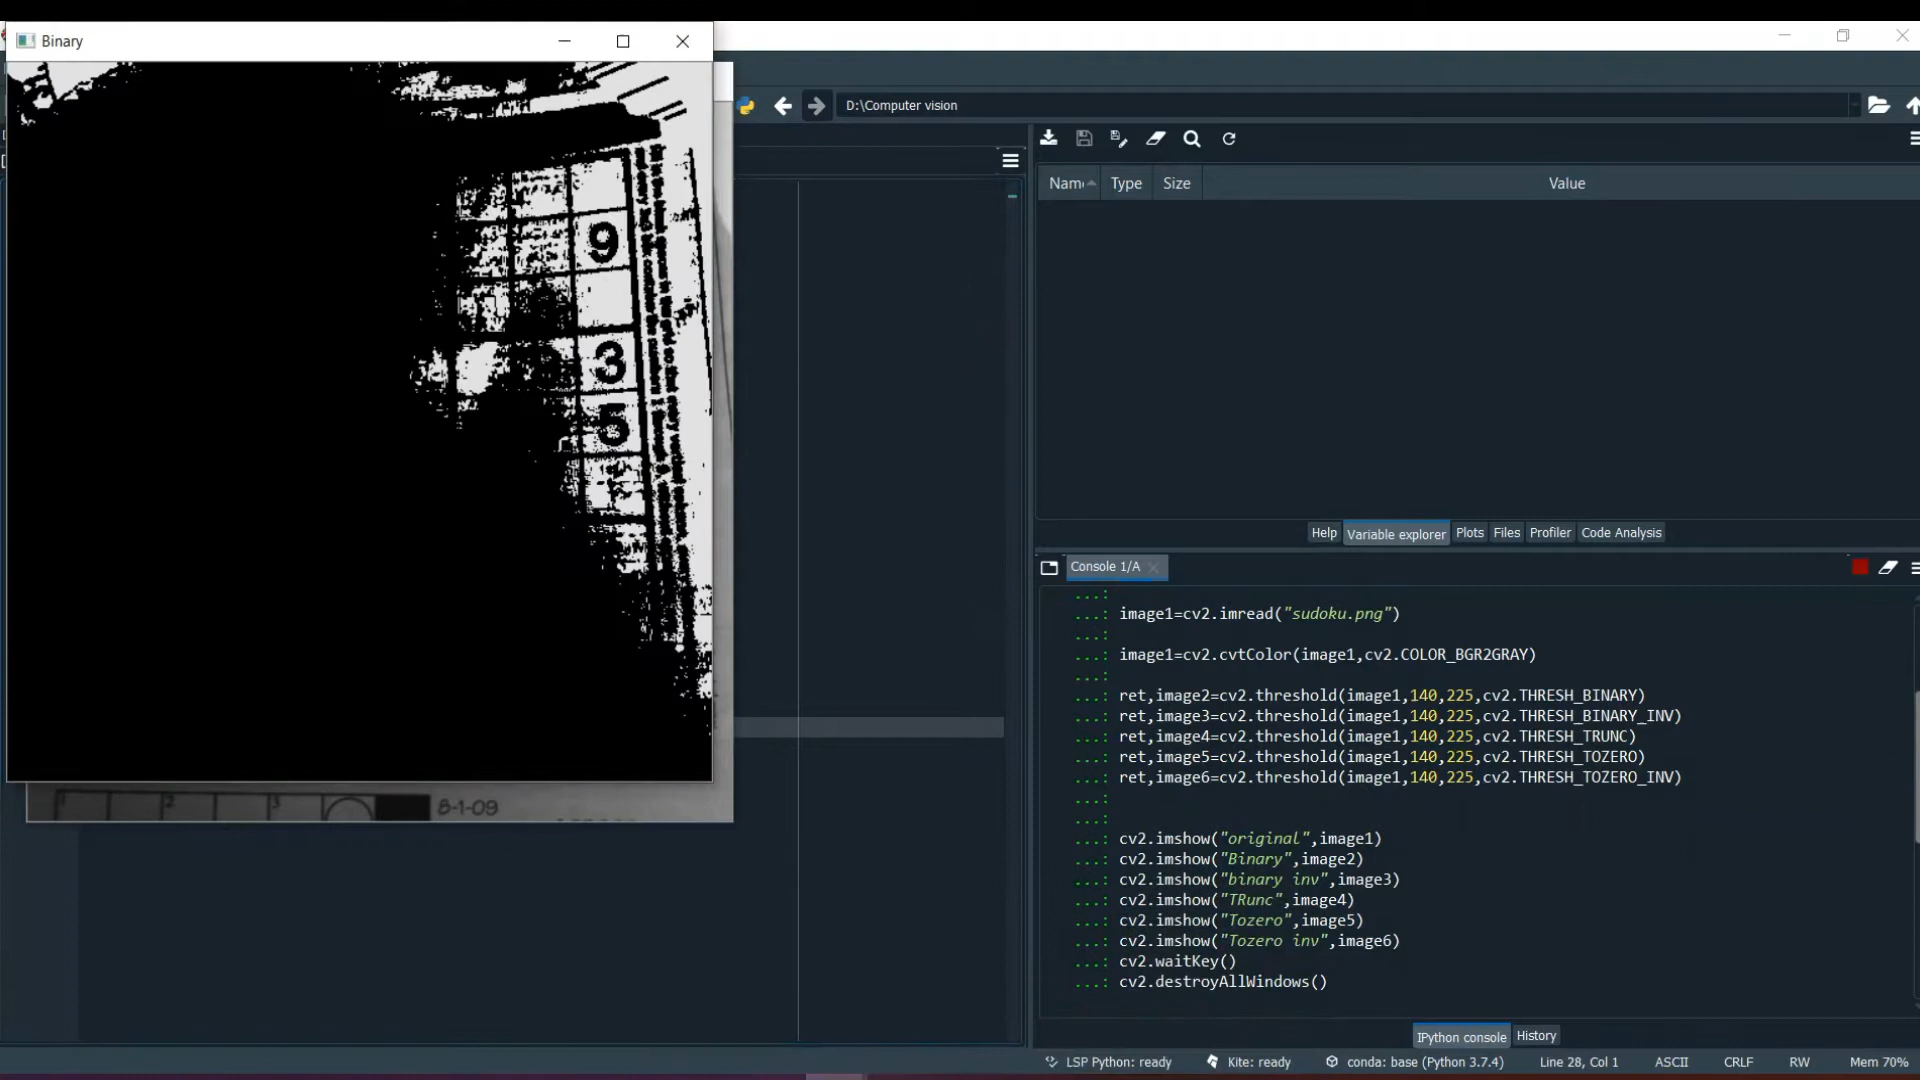 Binary
D:\Computer vision
Name Type Size Value
9
3
5
Help Variable explorer Plots Files Profiler Code Analysis
Console 1/A
...:
...: image1=cv2.imread("sudoku.png")
...:
...: image1=cv2.cvtColor(image1,cv2.COLOR_BGR2GRAY)
...:
...: ret,image2=cv2.threshold(image1,140,225,cv2.THRESH_BINARY)
...: ret,image3=cv2.threshold(image1,140,225,cv2.THRESH_BINARY_INV)
...: ret,image4=cv2.threshold(image1,140,225,cv2.THRESH_TRUNC)
...: ret,image5=cv2.threshold(image1,140,225,cv2.THRESH_TOZERO)
...: ret,image6=cv2.threshold(image1,140,225,cv2.THRESH_TOZERO_INV)
...:
...:
...: cv2.imshow("original",image1)
...: cv2.imshow("Binary",image2)
...: cv2.imshow("binary inv",image3)
...: cv2.imshow("TRunc",image4)
...: cv2.imshow("Tozero",image5)
...: cv2.imshow("Tozero inv",image6)
...: cv2.waitKey()
...: cv2.destroyAllWindows()
1 2 3 8-1-09
IPython console History
LSP Python: ready Kite: ready conda: base (Python 3.7.4) Line 28, Col 1 ASCII CRLF RW Mem 70%